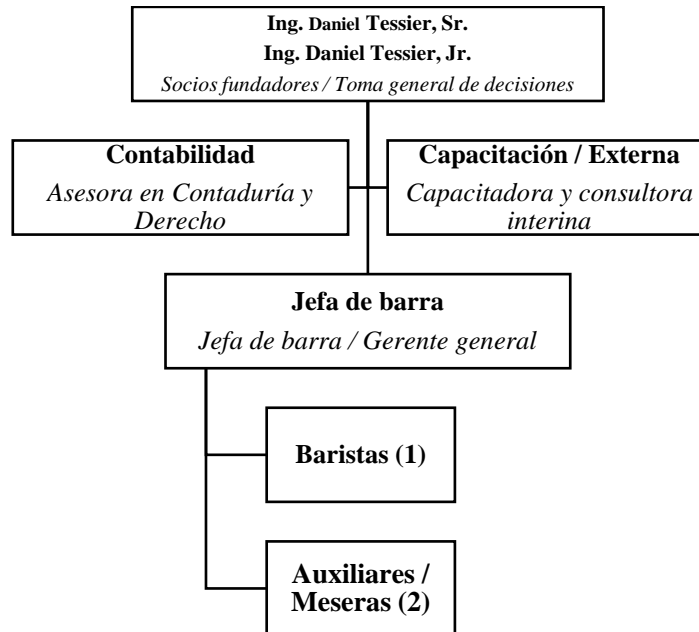 Ing. Daniel Tessier, Sr.
Ing. Daniel Tessier, Jr.
Socios fundadores / Toma general de decisiones
Contabilidad
Asesora en Contaduría y
Derecho
Capacitación / Externa
Capacitadora y consultora
interina
Jefa de barra
Jefa de barra / Gerente general
Baristas (1)
Auxiliares /
Meseras (2)